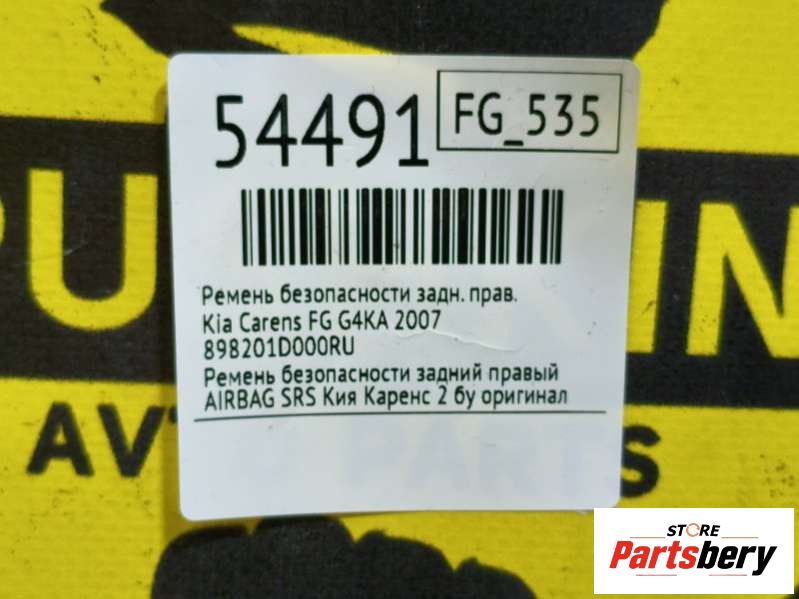 54491
FG_535
Ремень безопасности задн. прав.
Kia Carens FG G4KA 2007
898201D000RU
Ремень безопасности задний правый
AIRBAG SRS Кия Каренс 2 бу оригинал
PARTS
STORE
Partsbery